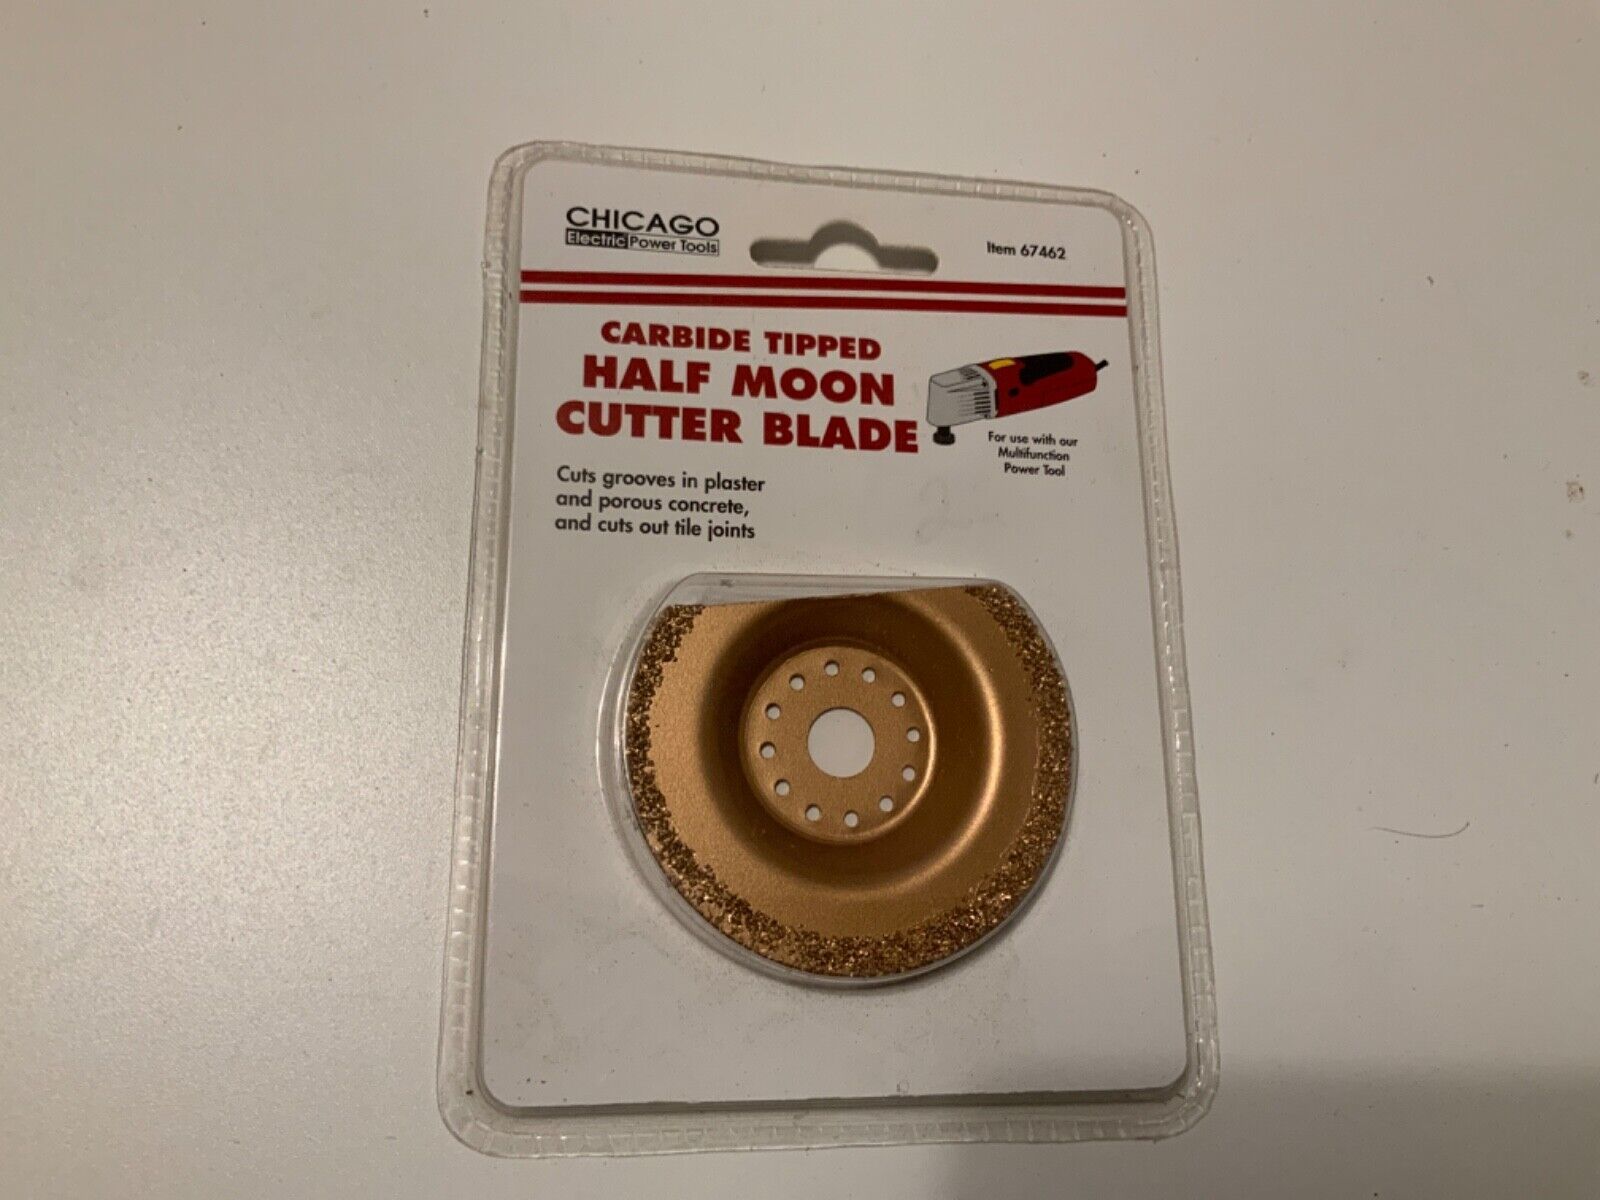 CHICAGO
Electric Power Tools
Item 67462
CARBIDE TIPPED
HALF MOON
CUTTER BLADE
For use with our
Multifunction
Power Tool
Cuts grooves in plaster
and porous concrete,
and cuts out tile joints